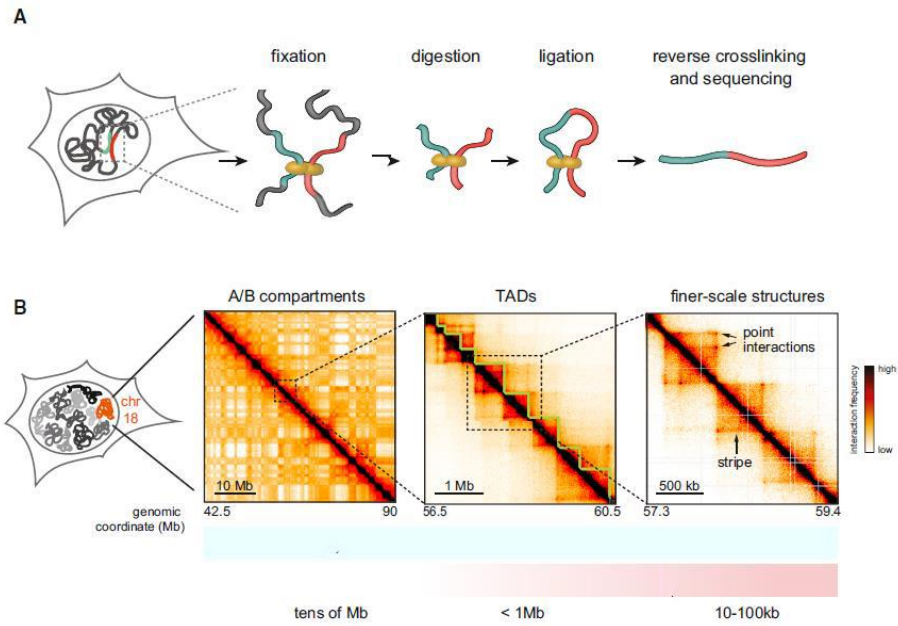 A
fixation
digestion
ligation
reverse crosslinking
and sequencing
B
A/B compartments
TADs
finer-scale structures
chr
18
point
interactions
stripe
10 Mb
1 Mb
500 kb
high
interaction frequency
low
genomic
coordinate (Mb)
42.5
90
56.5
60.5
57.3
59.4
tens of Mb
< 1Mb
10-100kb